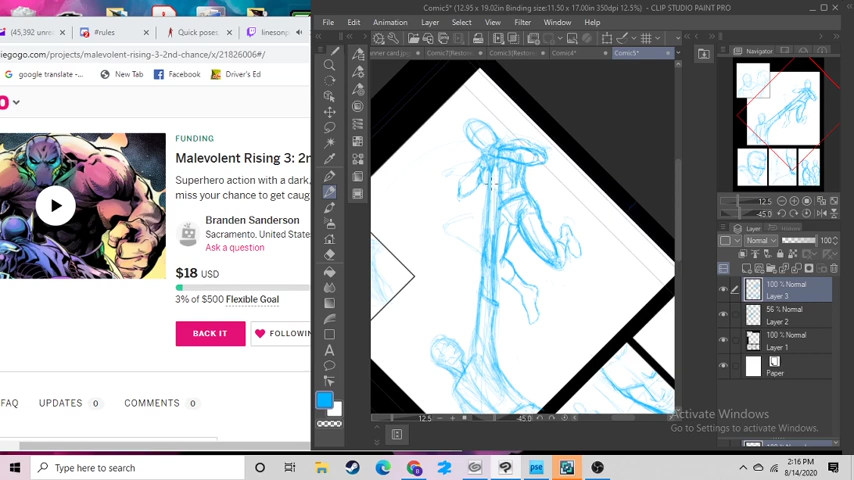 Comic5* (12.95 x 19.02in Binding size:11.50 x 17.00in 350dpi 12.5%) - CLIP STUDIO PAINT PRO
(45,392 unre
#rules
Quick poses
linesonp
File Edit Animation Layer Select View Filter Window Help
Comic4*
Comic5*
Navigator
iegogo.com/projects/malevolent-rising-3-2nd-chance/x/21826006#/
google translate -...
New Tab
Facebook
Driver's Ed
FUNDING
Malevolent Rising 3: 2n
Superhero action with a dark,
miss your chance to get caug
Branden Sanderson
Sacramento, United States
Ask a question
$18 USD
3% of $500 Flexible Goal
BACK IT
FOLLOWIN
FAQ
UPDATES 0
COMMENTS 0
12.5
-45.0
Layer
Normal
100
100 % Normal
Layer 3
56 % Normal
Layer 2
100 % Normal
Layer 1
Paper
12.5
-45.0
Activate Windows
Go to Settings to activate Windows.
Type here to search
pse
2:16 PM
8/14/2020